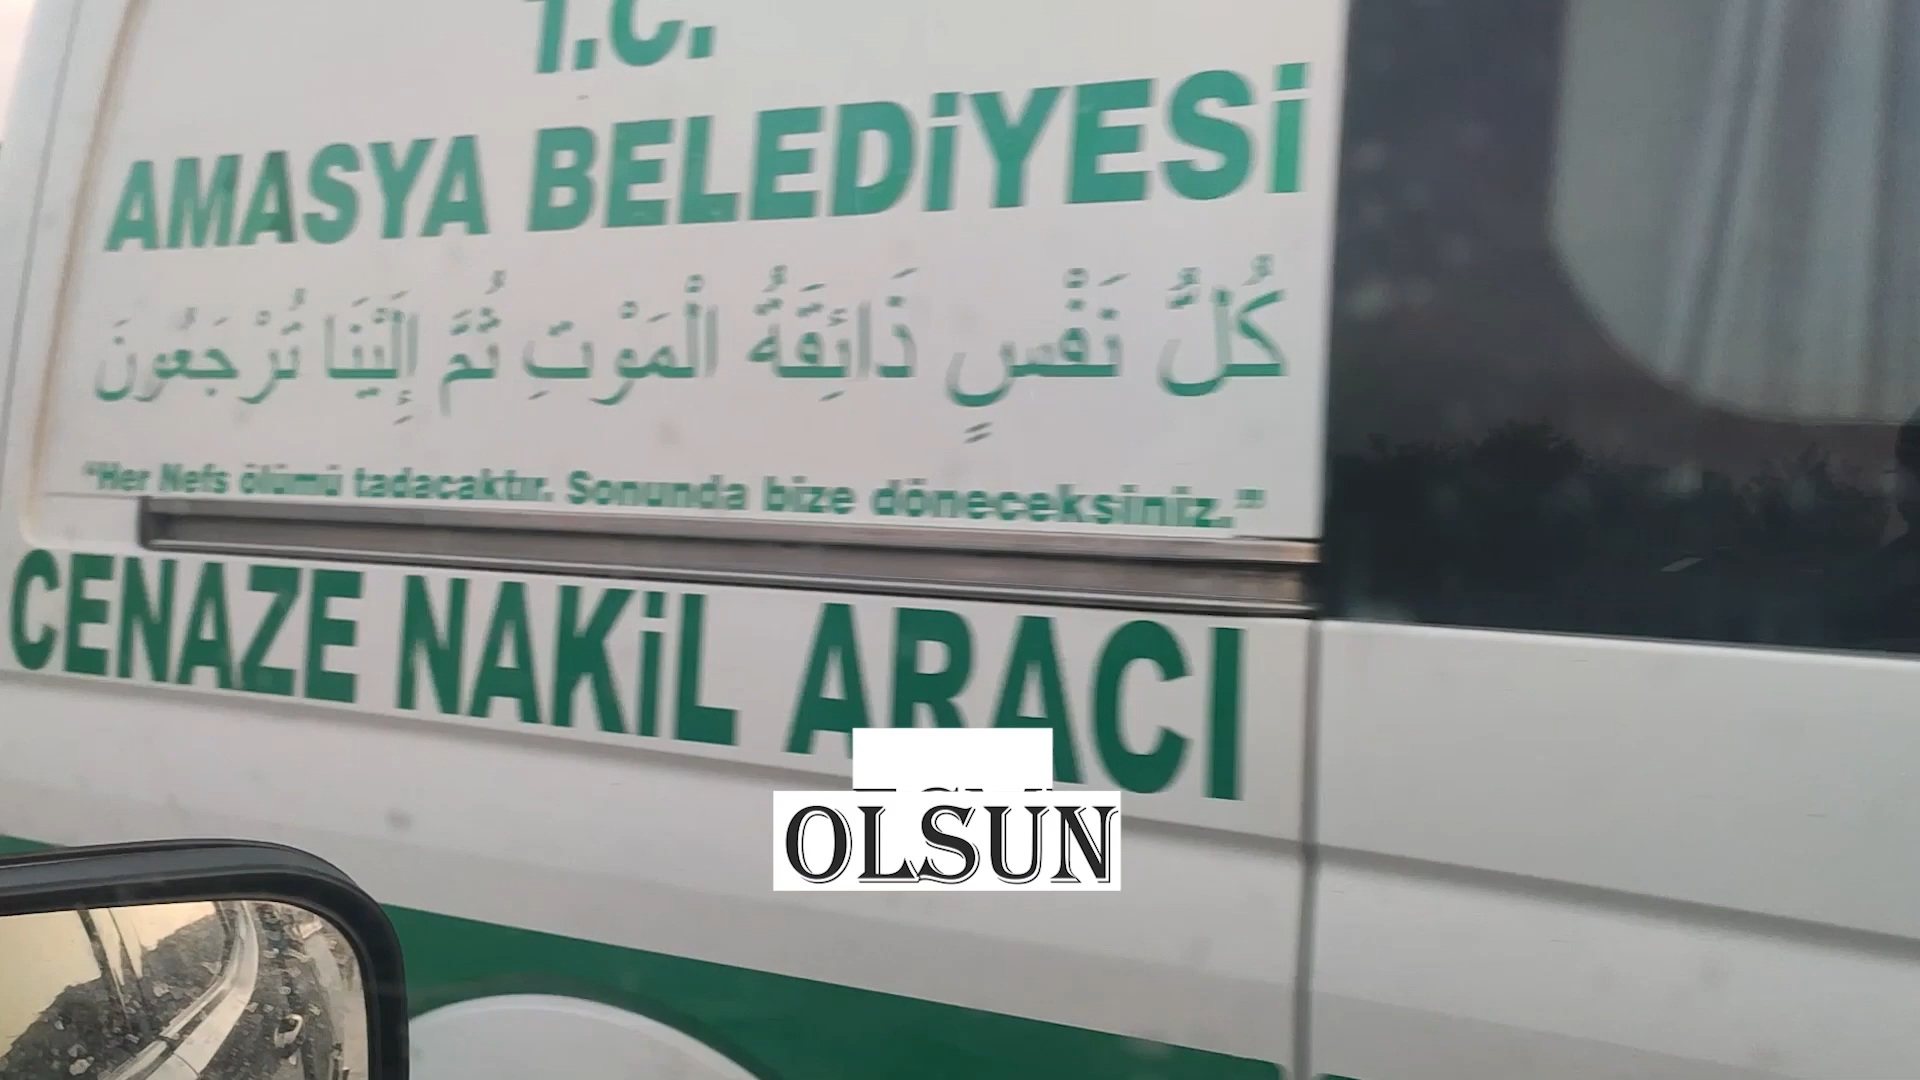 T.C.
AMASYA BELEDİYESİ
كُلُّ نَفْسٍ ذَائِقَةُ الْمَوْتِ ثُمَّ إِلَيْنَا تُرْجَعُونَ
“Her Nefs ölümü tadacaktır. Sonunda bize döneceksiniz.”
CENAZE NAKİL ARACI
OLSUN